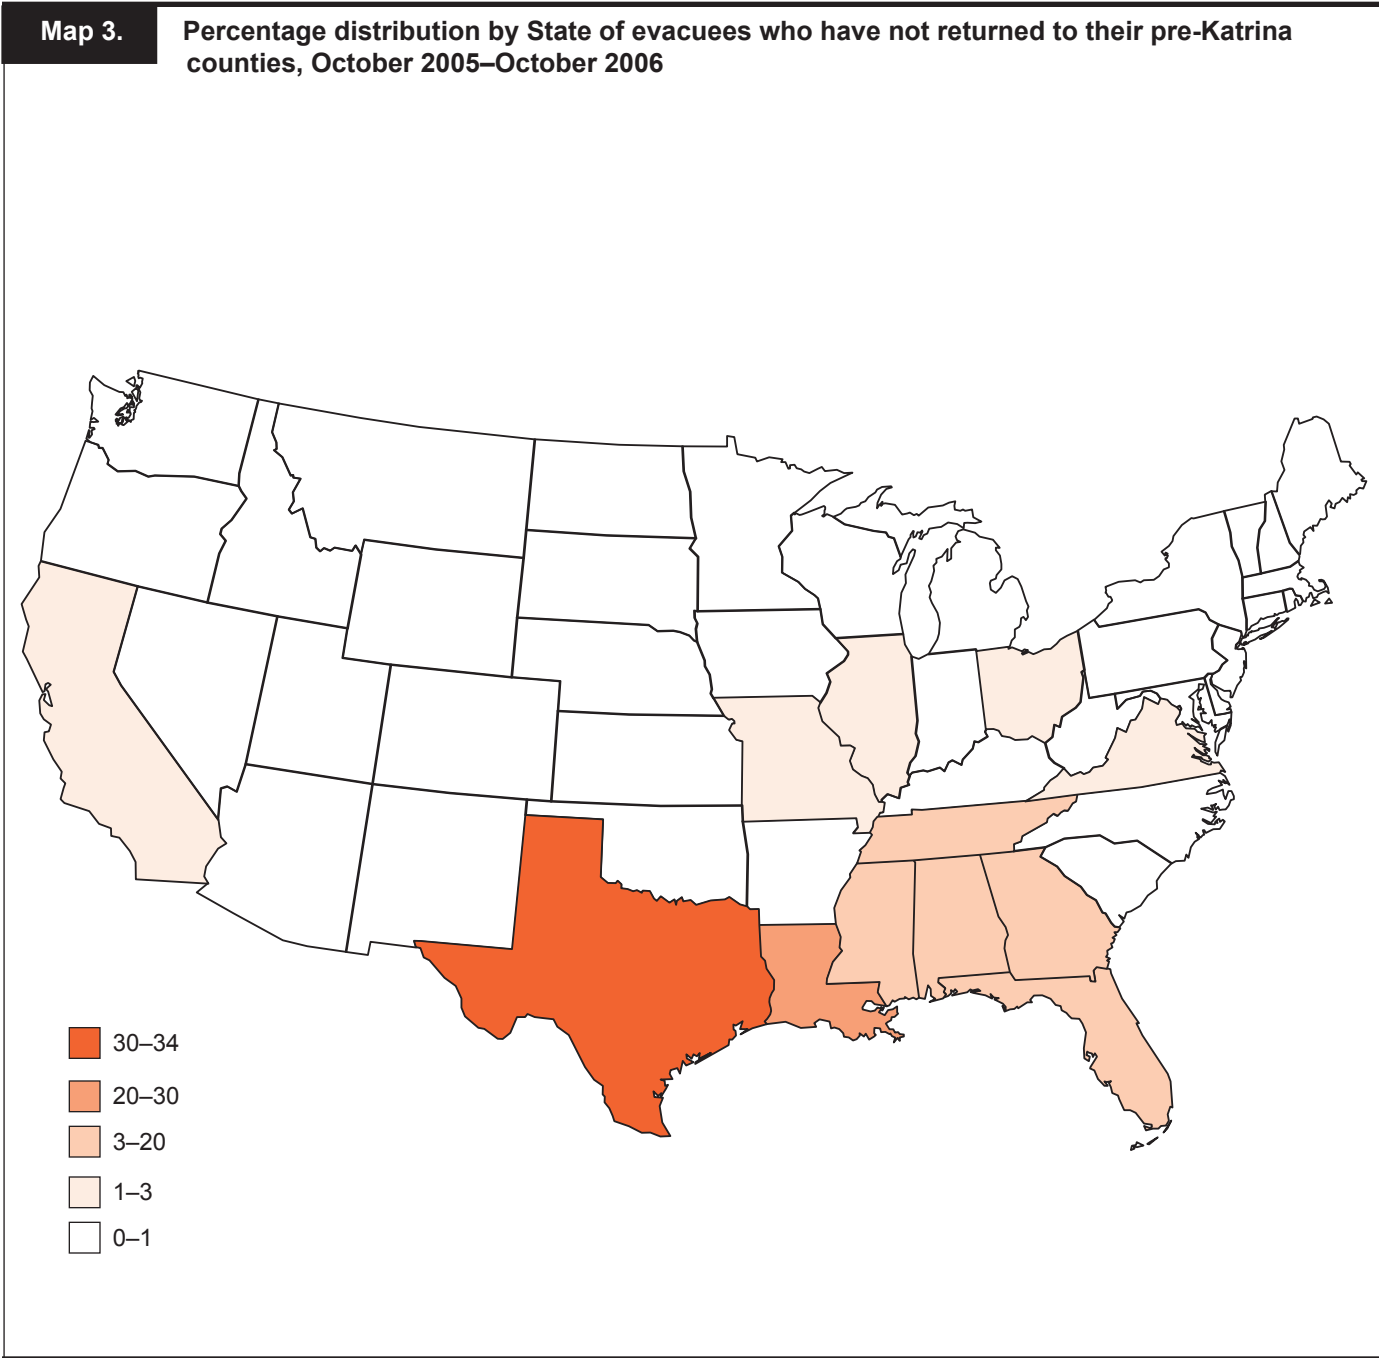 Map 3.
Percentage distribution by State of evacuees who have not returned to their pre-Katrina
counties, October 2005–October 2006
30–34
20–30
3–20
1–3
0–1